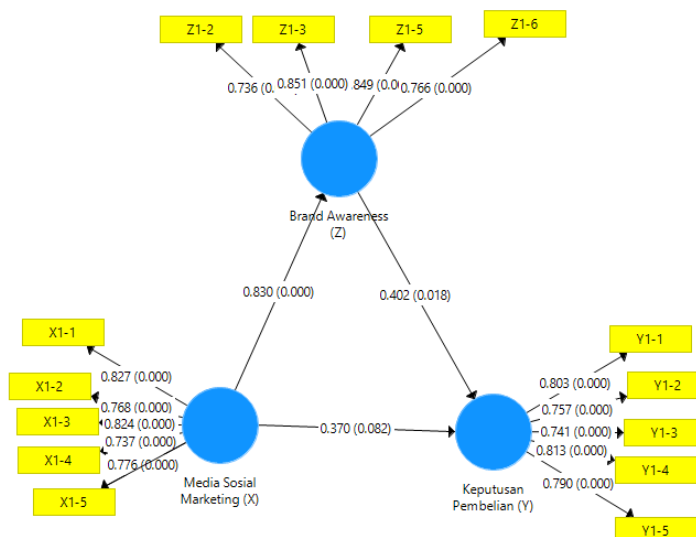 Z1-2
Z1-3
Z1-5
Z1-6
0.736
0.851 (0.000)
0.766 (0.000)
Brand Awareness
(Z)
0.830 (0.000)
0.402 (0.018)
X1-1
X1-2
X1-3
X1-4
X1-5
0.827 (0.000)
0.768 (0.000)
0.824 (0.000)
0.737 (0.000)
0.776 (0.000)
Media Sosial
Marketing (X)
0.370 (0.082)
Keputusan
Pembelian (Y)
0.803 (0.000)
0.757 (0.000)
0.741 (0.000)
0.813 (0.000)
0.790 (0.000)
Y1-1
Y1-2
Y1-3
Y1-4
Y1-5